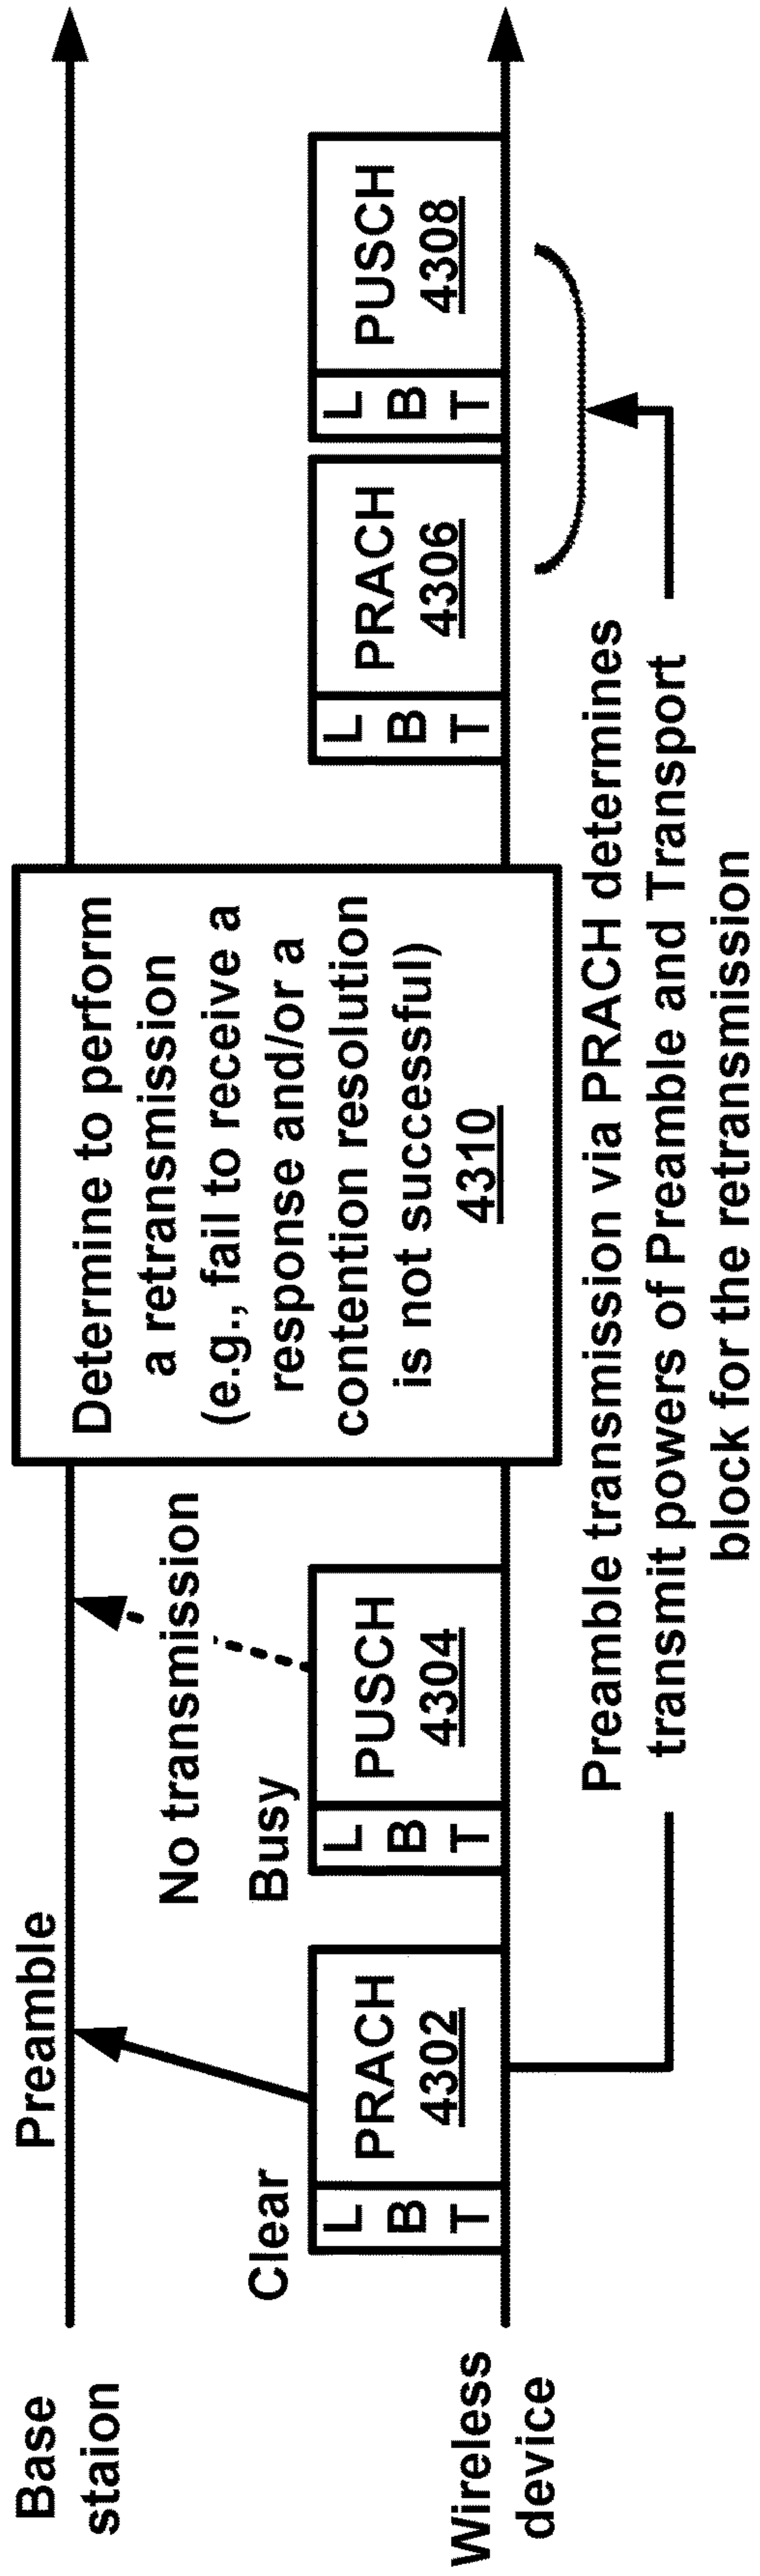 Base
staion
Preamble
No transmission
Clear
Busy
L
B
T
PRACH
4302
L
B
T
PUSCH
4304
Determine to perform
a retransmission
(e.g., fail to receive a
response and/or a
contention resolution
is not successful)
4310
L
B
T
PRACH
4306
L
B
T
PUSCH
4308
Wireless
device
Preamble transmission via PRACH determines
transmit powers of Preamble and Transport
block for the retransmission